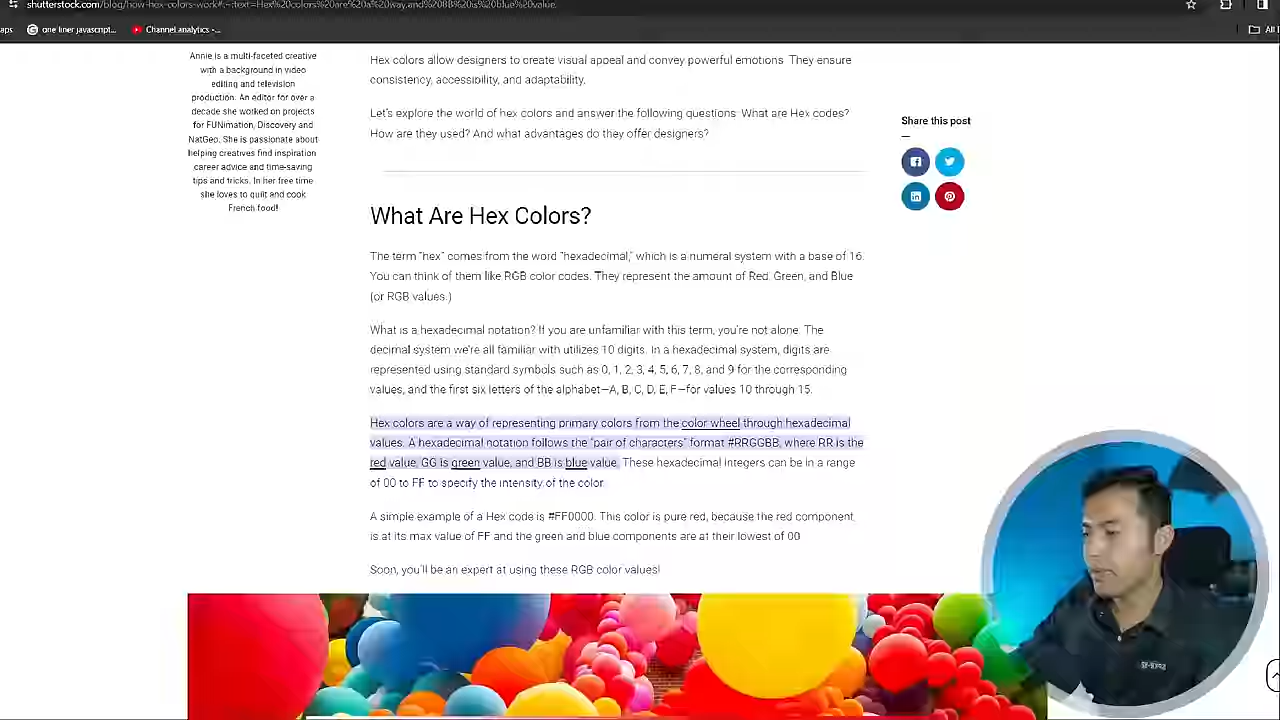 shutterstock.com/blog/how-hex-colors-work#:~:text=Hex%20colors%20are%20a%20way,and%20BB%20is%20blue%20value.
aps
one liner javascript...
Channel analytics -...
All
Annie is a multi-faceted creative
with a background in video
editing and television
production. An editor for over a
decade she worked on projects
for FUNimation, Discovery and
NatGeo. She is passionate about
helping creatives find inspiration
career advice and time-saving
tips and tricks. In her free time
she loves to quilt and cook
French food!
Hex colors allow designers to create visual appeal and convey powerful emotions. They ensure
consistency, accessibility, and adaptability.
Let's explore the world of hex colors and answer the following questions: What are Hex codes?
How are they used? And what advantages do they offer designers?
Share this post
What Are Hex Colors?
The term "hex" comes from the word "hexadecimal," which is a numeral system with a base of 16.
You can think of them like RGB color codes. They represent the amount of Red, Green, and Blue
(or RGB values.)
What is a hexadecimal notation? If you are unfamiliar with this term, you're not alone. The
decimal system we're all familiar with utilizes 10 digits. In a hexadecimal system, digits are
represented using standard symbols such as 0, 1, 2, 3, 4, 5, 6, 7, 8, and 9 for the corresponding
values, and the first six letters of the alphabet—A, B, C, D, E, F—for values 10 through 15.
Hex colors are a way of representing primary colors from the color wheel through hexadecimal
values. A hexadecimal notation follows the "pair of characters" format #RRGGBB, where RR is the
red value, GG is green value, and BB is blue value. These hexadecimal integers can be in a range
of 00 to FF to specify the intensity of the color.
A simple example of a Hex code is #FF0000. This color is pure red, because the red component
is at its max value of FF and the green and blue components are at their lowest of 00
Soon, you'll be an expert at using these RGB color values!